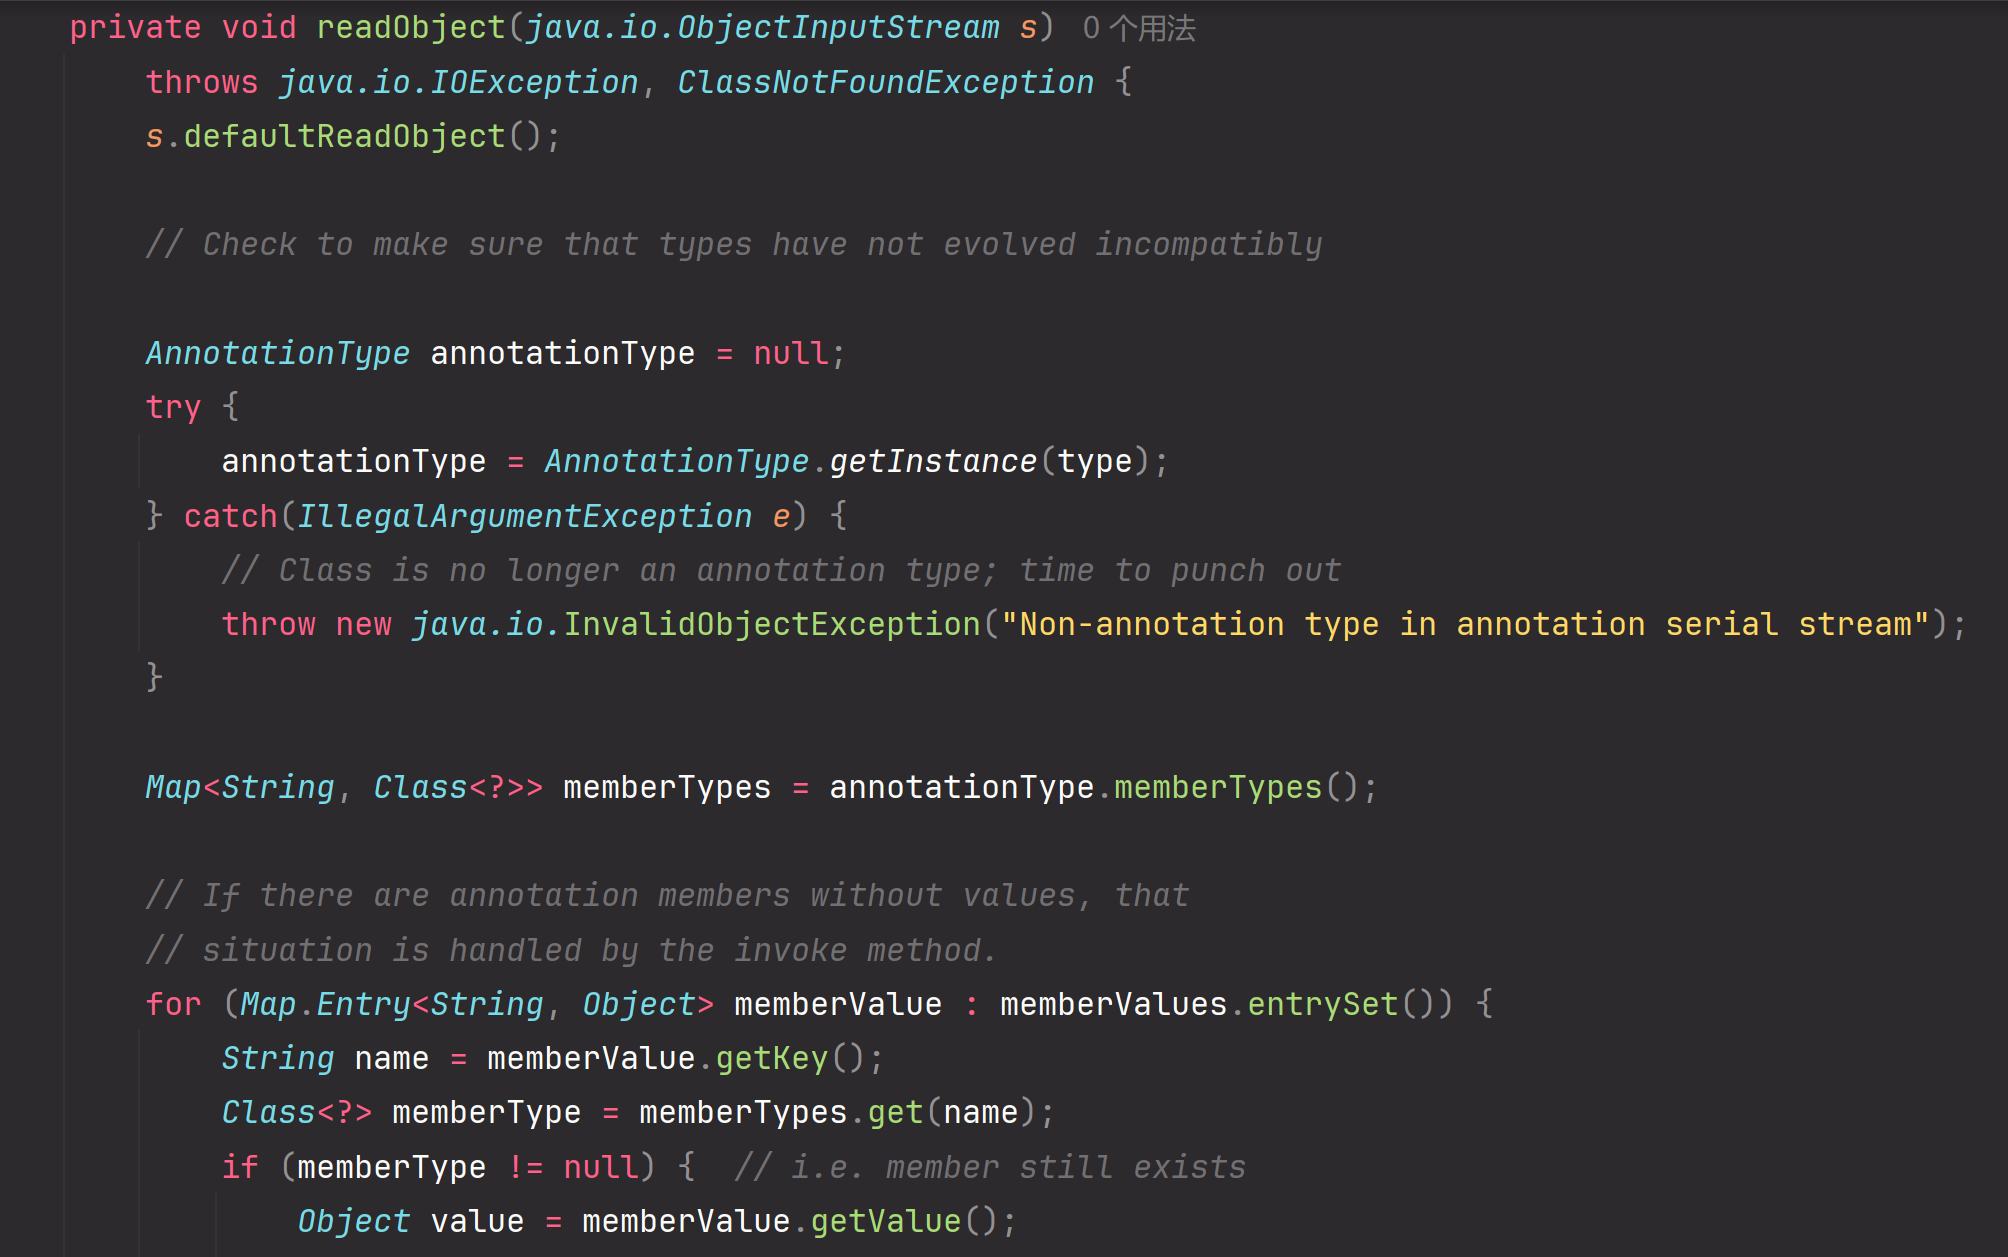 private void readObject(java.io.ObjectInputStream s) 0 个用法
throws java.io.IOException, ClassNotFoundException {
s.defaultReadObject();
// Check to make sure that types have not evolved incompatibly
AnnotationType annotationType = null;
try {
annotationType = AnnotationType.getInstance(type);
} catch(IllegalArgumentException e) {
// Class is no longer an annotation type; time to punch out
throw new java.io.InvalidObjectException("Non-annotation type in annotation serial stream");
}
Map<String, Class<?>> memberTypes = annotationType.memberTypes();
// If there are annotation members without values, that
// situation is handled by the invoke method.
for (Map.Entry<String, Object> memberValue : memberValues.entrySet()) {
String name = memberValue.getKey();
Class<?> memberType = memberTypes.get(name);
if (memberType != null) {  // i.e. member still exists
Object value = memberValue.getValue();